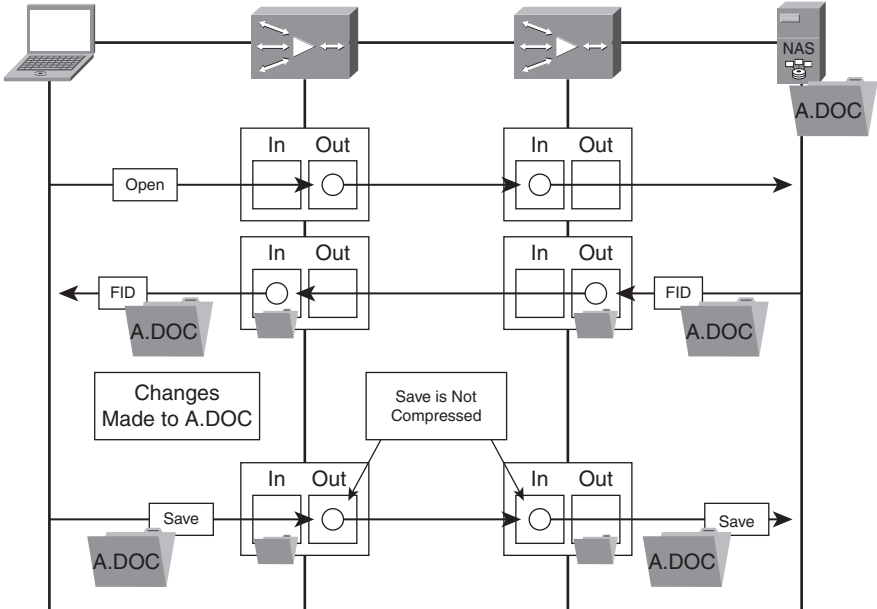 NAS
A.DOC
In Out
In Out
Open
In Out
In Out
FID
FID
A.DOC
A.DOC
Changes
Made to A.DOC
Save is Not
Compressed
In Out
In Out
Save
Save
A.DOC
A.DOC